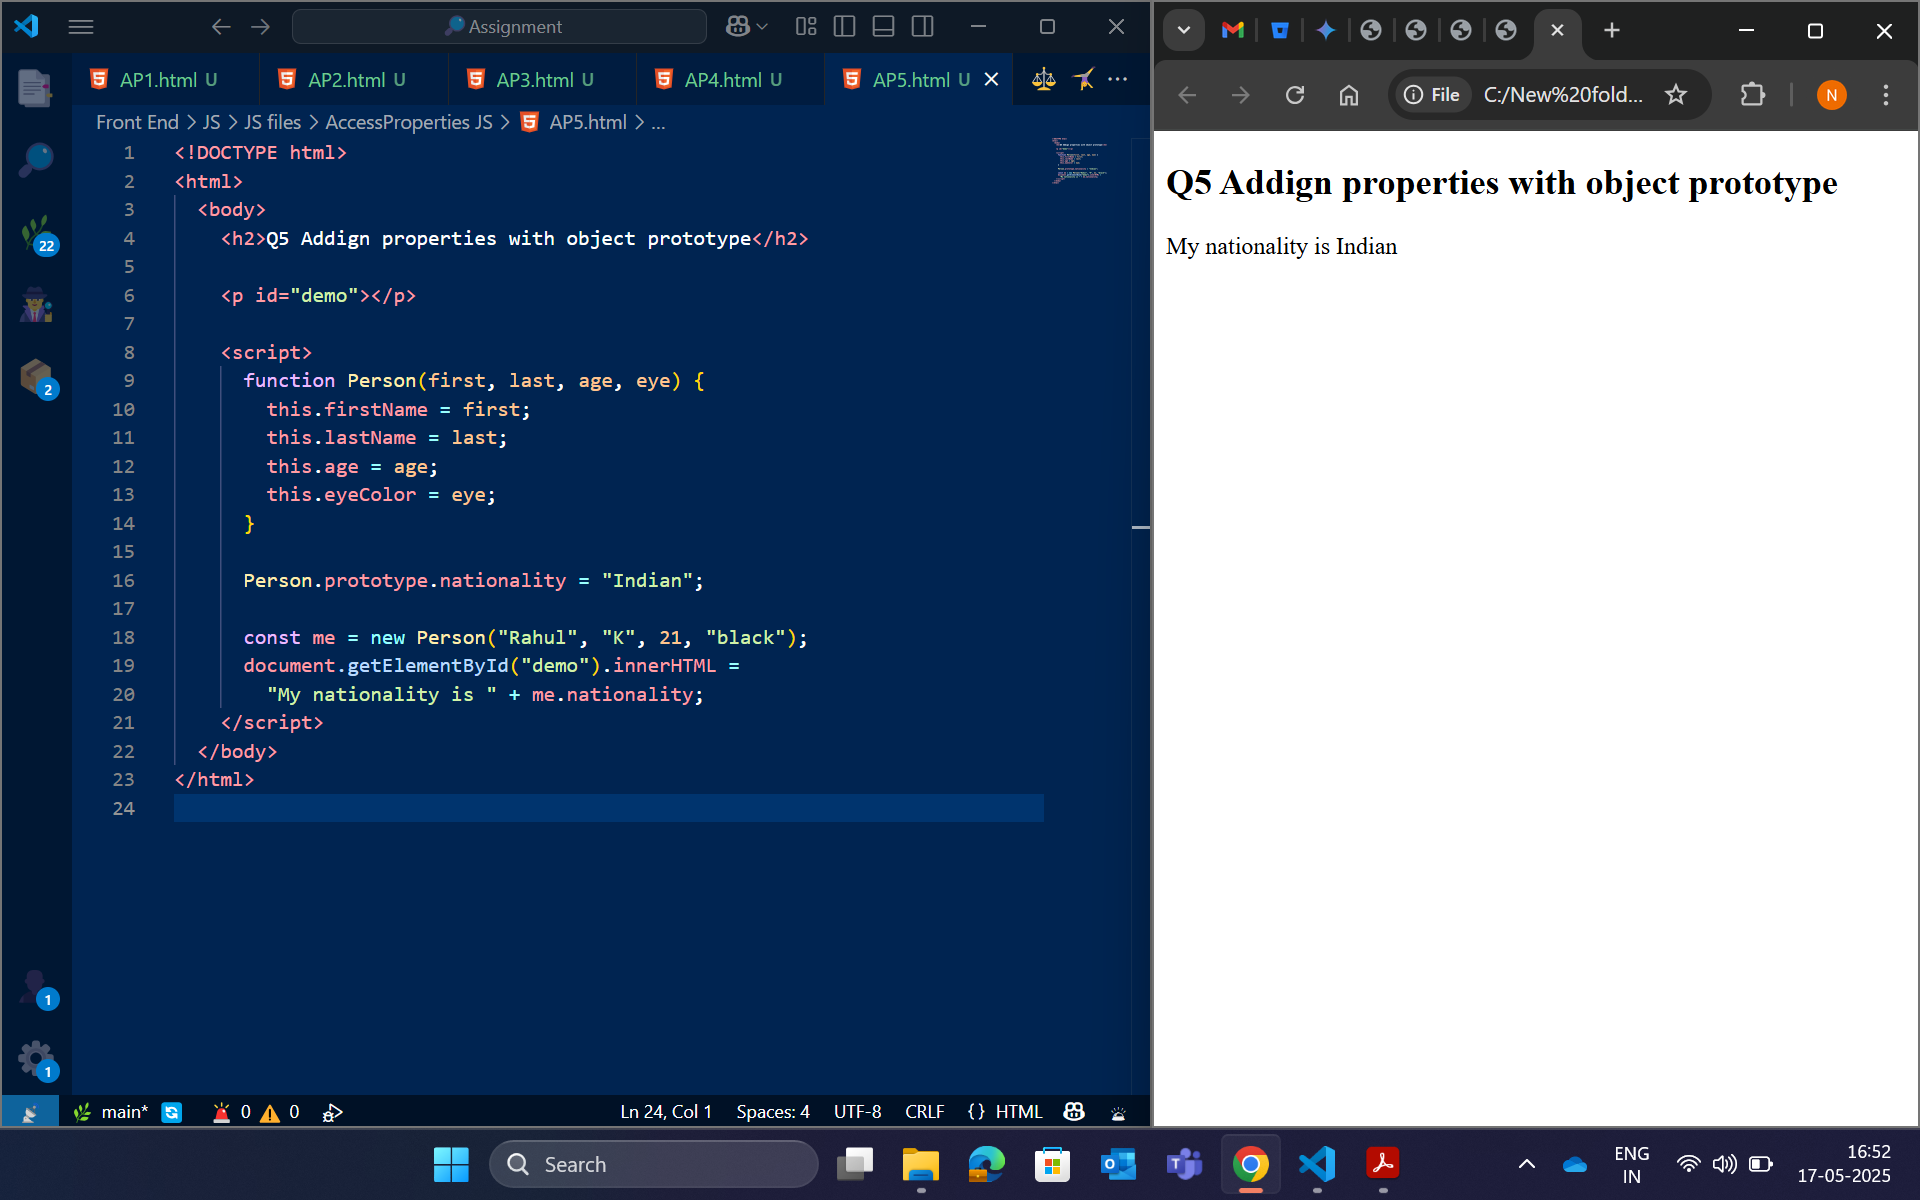 Assignment
AP1.html U
AP2.html U
AP3.html U
AP4.html U
AP5.html U
Front End > JS > JS files > AccessProperties JS > AP5.html > ...
1 <!DOCTYPE html>
2 <html>
3 <body>
4 <h2>Q5 Addign properties with object prototype</h2>
5
6 <p id="demo"></p>
7
8 <script>
9 function Person(first, last, age, eye) {
10 this.firstName = first;
11 this.lastName = last;
12 this.age = age;
13 this.eyeColor = eye;
14 }
15
16 Person.prototype.nationality = "Indian";
17
18 const me = new Person("Rahul", "K", 21, "black");
19 document.getElementById("demo").innerHTML =
20 "My nationality is " + me.nationality;
21 </script>
22 </body>
23 </html>
24
22
2
1
1
main* 0 0 Ln 24, Col 1 Spaces: 4 UTF-8 CRLF {} HTML
File C:/New%20fold...
N
Q5 Addign properties with object prototype
My nationality is Indian
Search
ENG
IN
16:52
17-05-2025